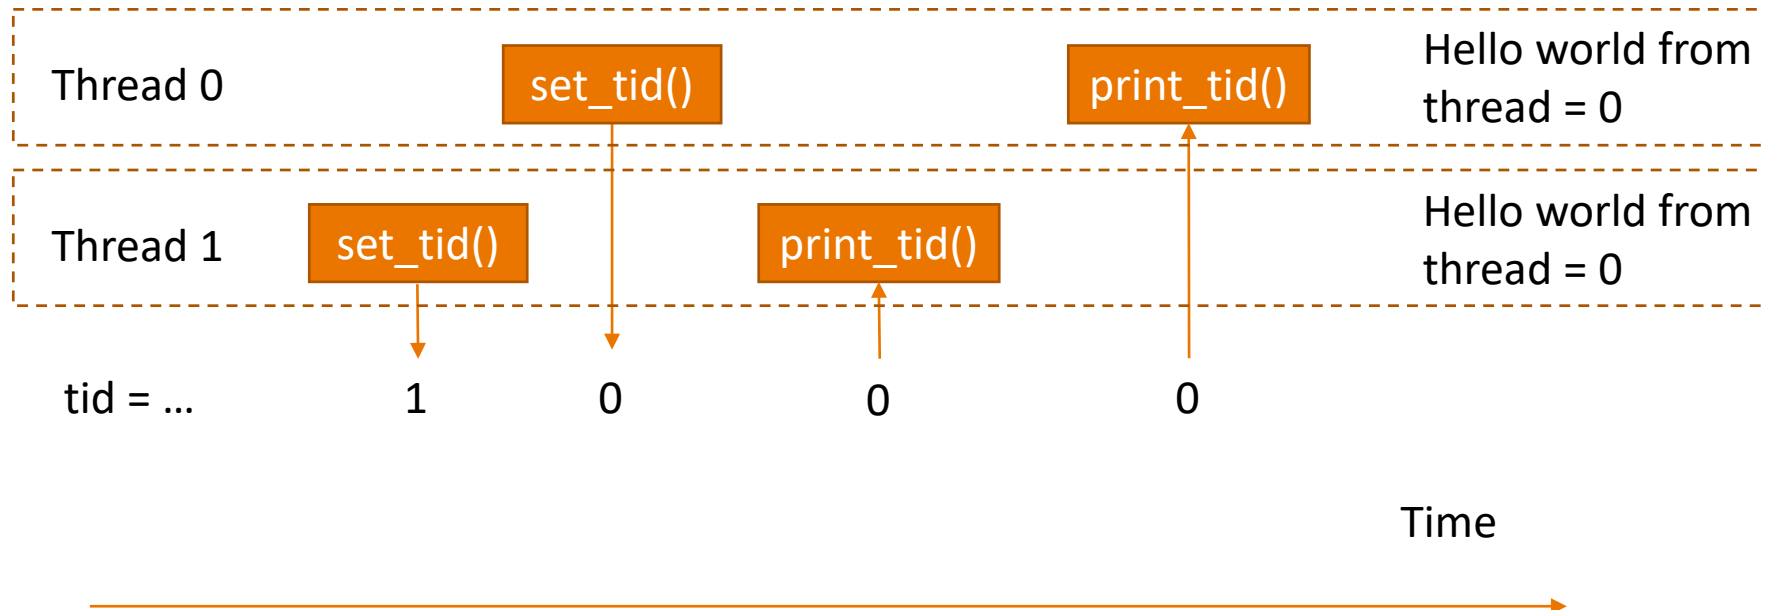 Thread 0
set_tid()
print_tid()
Hello world from
thread = 0
Thread 1
set_tid()
print_tid()
Hello world from
thread = 0
tid = ...
1
0
0
0
Time